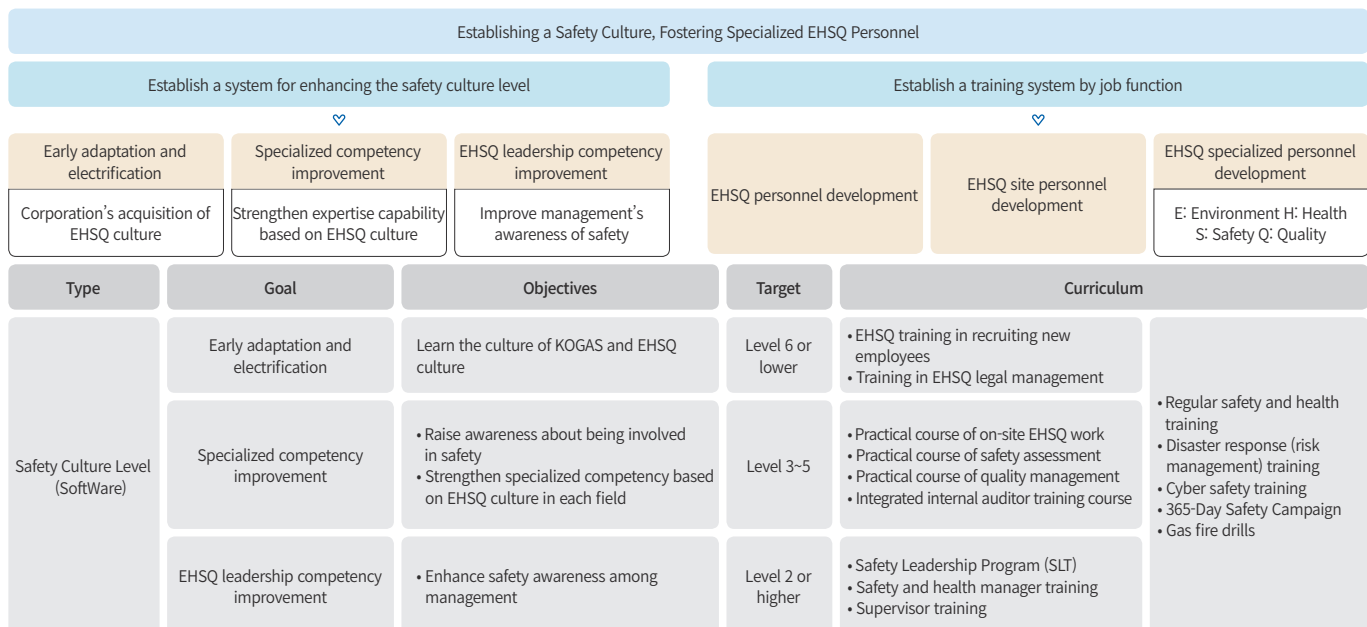 Establishing a Safety Culture, Fostering Specialized EHSQ Personnel
Establish a system for enhancing the safety culture level
Establish a training system by job function
Early adaptation and
electrification
Corporation's acquisition of
EHSQ culture
Specialized competency
improvement
Strengthen expertise capability
based on EHSQ culture
EHSQ leadership competency
improvement
Improve management's
awareness of safety
EHSQ personnel development
EHSQ site personnel
development
EHSQ specialized personnel
development
E: Environment H: Health
S: Safety Q: Quality
Type
Goal
Objectives
Target
Curriculum
Safety Culture Level
(SoftWare)
Early adaptation and
electrification
Learn the culture of KOGAS and EHSQ
culture
Level 6 or
lower
• EHSQ training in recruiting new
employees
• Training in EHSQ legal management
Specialized competency
improvement
• Raise awareness about being involved
in safety
• Strengthen specialized competency based
on EHSQ culture in each field
Level 3~5
• Practical course of on-site EHSQ work
• Practical course of safety assessment
• Practical course of quality management
• Integrated internal auditor training course
EHSQ leadership competency
improvement
• Enhance safety awareness among
management
Level 2 or
higher
• Safety Leadership Program (SLT)
• Safety and health manager training
• Supervisor training
• Regular safety and health
training
• Disaster response (risk
management) training
• Cyber safety training
• 365-Day Safety Campaign
• Gas fire drills